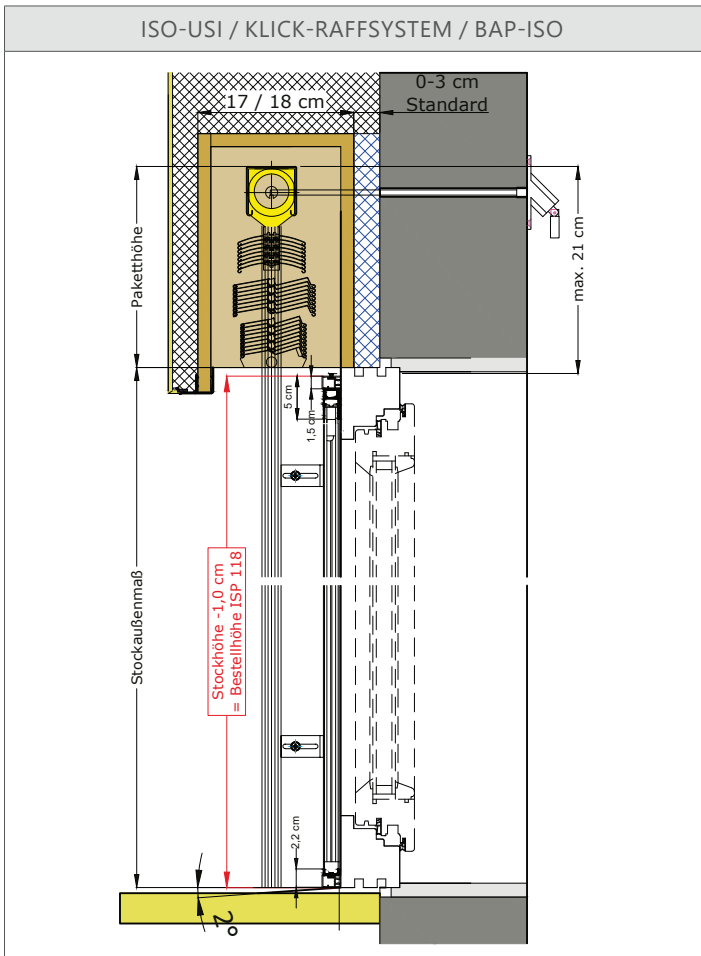 ISO-USI / KLICK-RAFFSYSTEM / BAP-ISO
17 / 18 cm
0-3 cm
Standard
Paketthöhe
max. 21 cm
5 cm
1,5 cm
Stockaußenmaß
Stockhöhe -1,0 cm
= Bestellhöhe ISP 118
2,2 cm
2°